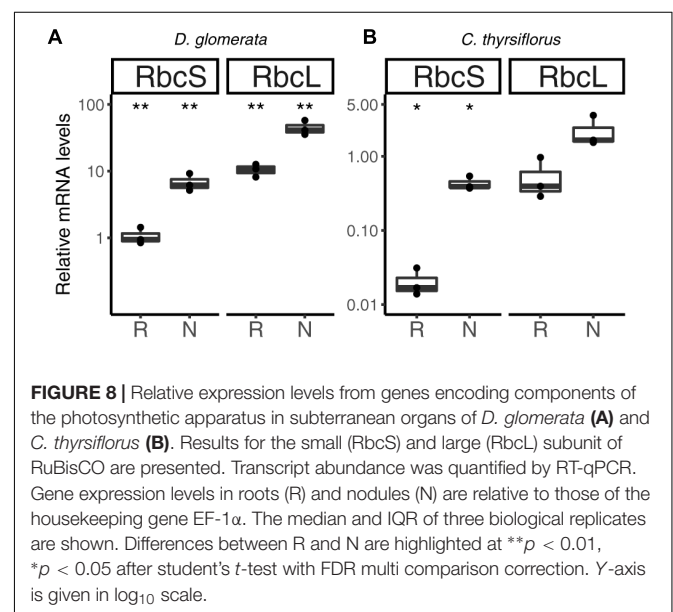 A
D. glomerata
B
C. thyrsiflorus
RbcS
RbcL
RbcS
RbcL
** ** ** **
* *
100
10
1
5.00
1.00
0.10
0.01
Relative mRNA levels
R N R N
R N R N
FIGURE 8 | Relative expression levels from genes encoding components of
the photosynthetic apparatus in subterranean organs of D. glomerata (A) and
C. thyrsiflorus (B). Results for the small (RbcS) and large (RbcL) subunit of
RuBisCO are presented. Transcript abundance was quantified by RT-qPCR.
Gene expression levels in roots (R) and nodules (N) are relative to those of the
housekeeping gene EF-1α. The median and IQR of three biological replicates
are shown. Differences between R and N are highlighted at **p < 0.01,
*p < 0.05 after student's t-test with FDR multi comparison correction. Y-axis
is given in log₁₀ scale.